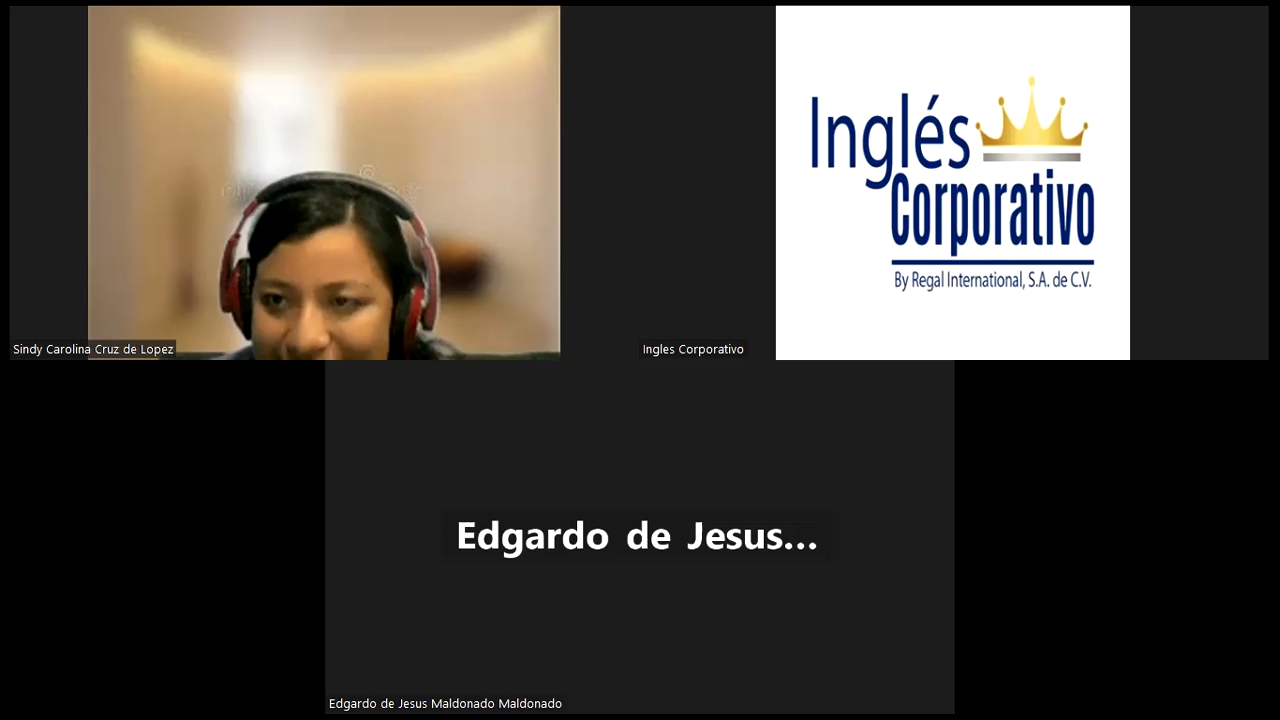 Sindy Carolina Cruz de Lopez
Inglés
Corporativo
By Regal International, S.A. de C.V.
Ingles Corporativo
Edgardo de Jesus...
Edgardo de Jesus Maldonado Maldonado